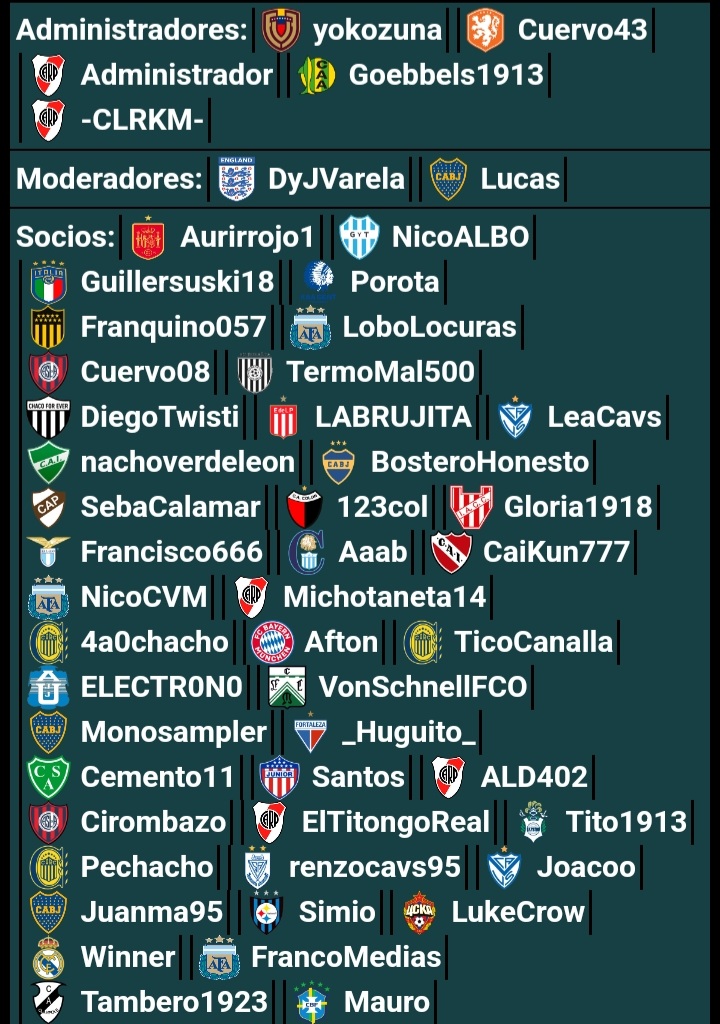 Administradores: yokozuna Cuervo43
Administrador Goebbels1913
-CLRKM-
Moderadores: DyJVarela Lucas
Socios: Aurirrojo1 NicoALBO
Guillersuski18 Porota
Franquino057 LoboLocuras
Cuervo08 TermoMal500
DiegoTwisti LABRUJITA LeaCavs
nachoverdeleon BosteroHonesto
SebaCalamar 123col Gloria1918
Francisco666 Aaab CaiKun777
NicoCVM Michotaneta14
4a0chacho Afton TicoCanalla
ELECTR0N0 VonSchnellFCO
Monosampler _Huguito_
Cemento11 Santos ALD402
Cirombazo ElTitongoReal Tito1913
Pechacho renzocavs95 Joacoo
Juanma95 Simio LukeCrow
Winner FrancoMedias
Tambero1923 Mauro